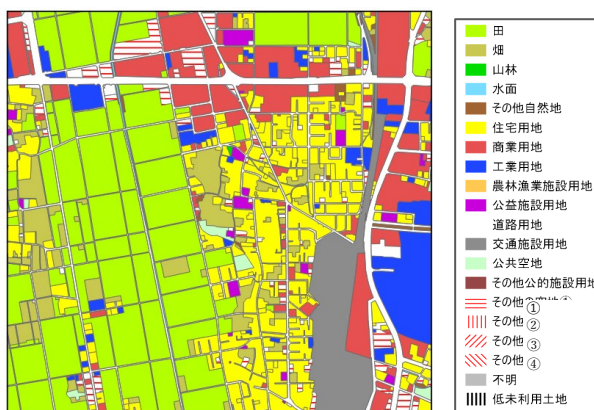 田
畑
山林
水面
その他自然地
住宅用地
商業用地
工業用地
農林漁業施設用地
公益施設用地
道路用地
交通施設用地
公共空地
その他公的施設用地
その他の空地①
その他②
その他③
その他④
不明
低未利用土地